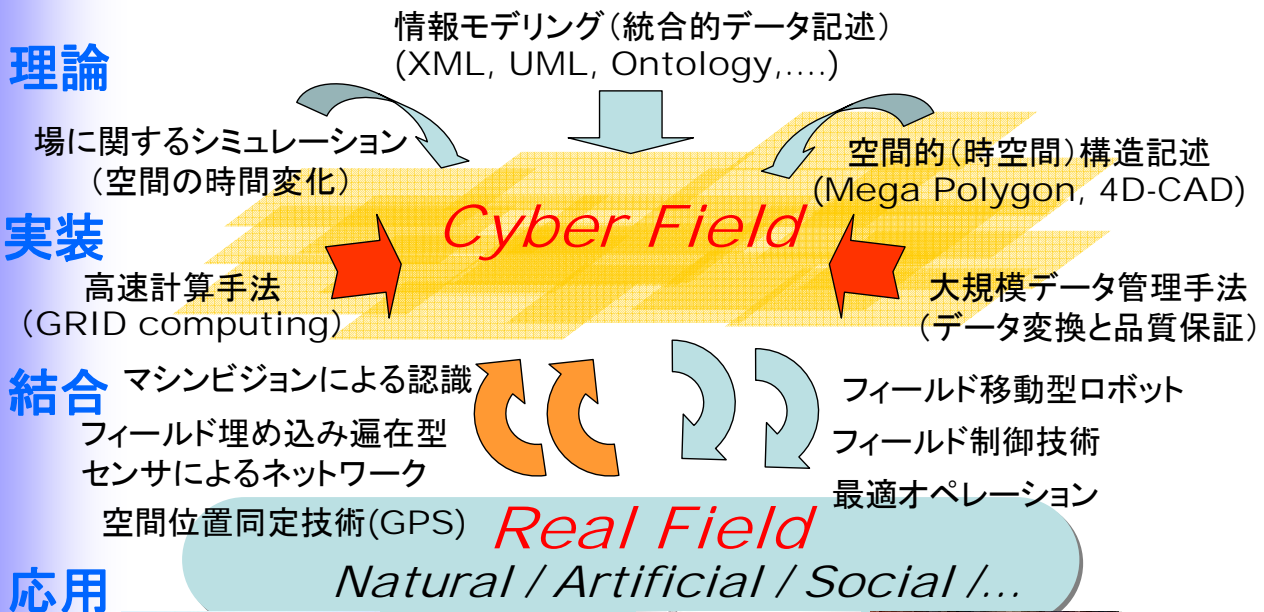 情報モデリング(統合的データ記述)
(XML, UML, Ontology,....)
理論
場に関するシミュレーション
(空間の時間変化)
空間的(時空間)構造記述
(Mega Polygon, 4D-CAD)
Cyber Field
実装
高速計算手法
(GRID computing)
大規模データ管理手法
(データ変換と品質保証)
結合
マシンビジョンによる認識
フィールド埋め込み遍在型
センサによるネットワーク
空間位置同定技術(GPS)
フィールド移動型ロボット
フィールド制御技術
最適オペレーション
Real Field
Natural / Artificial / Social /...
応用